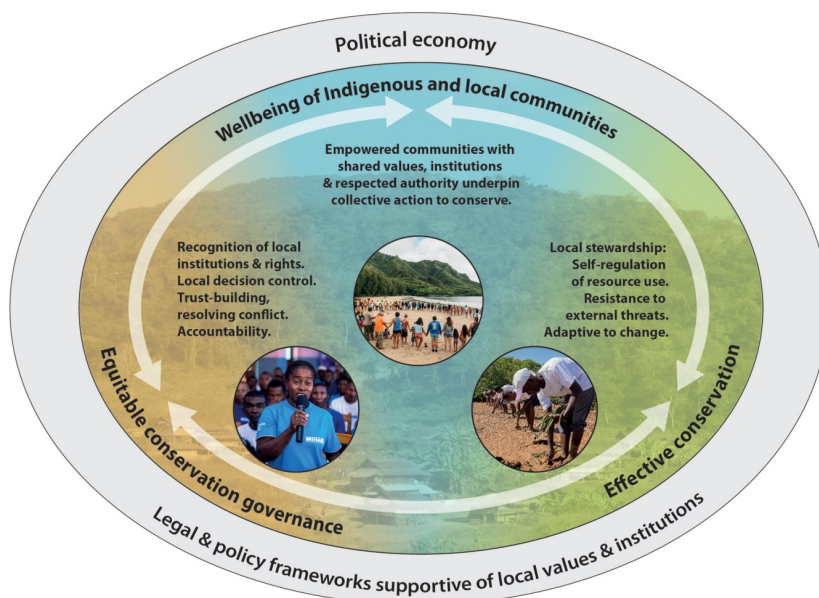 Political economy
Wellbeing of Indigenous and local communities
Empowered communities with
shared values, institutions
& respected authority underpin
collective action to conserve.
Recognition of local
institutions & rights.
Local decision control.
Trust-building,
resolving conflict.
Accountability.
Local stewardship:
Self-regulation
of resource use.
Resistance to
external threats.
Adaptive to change.
Equitable conservation governance
Effective conservation
Legal & policy frameworks supportive of local values & institutions